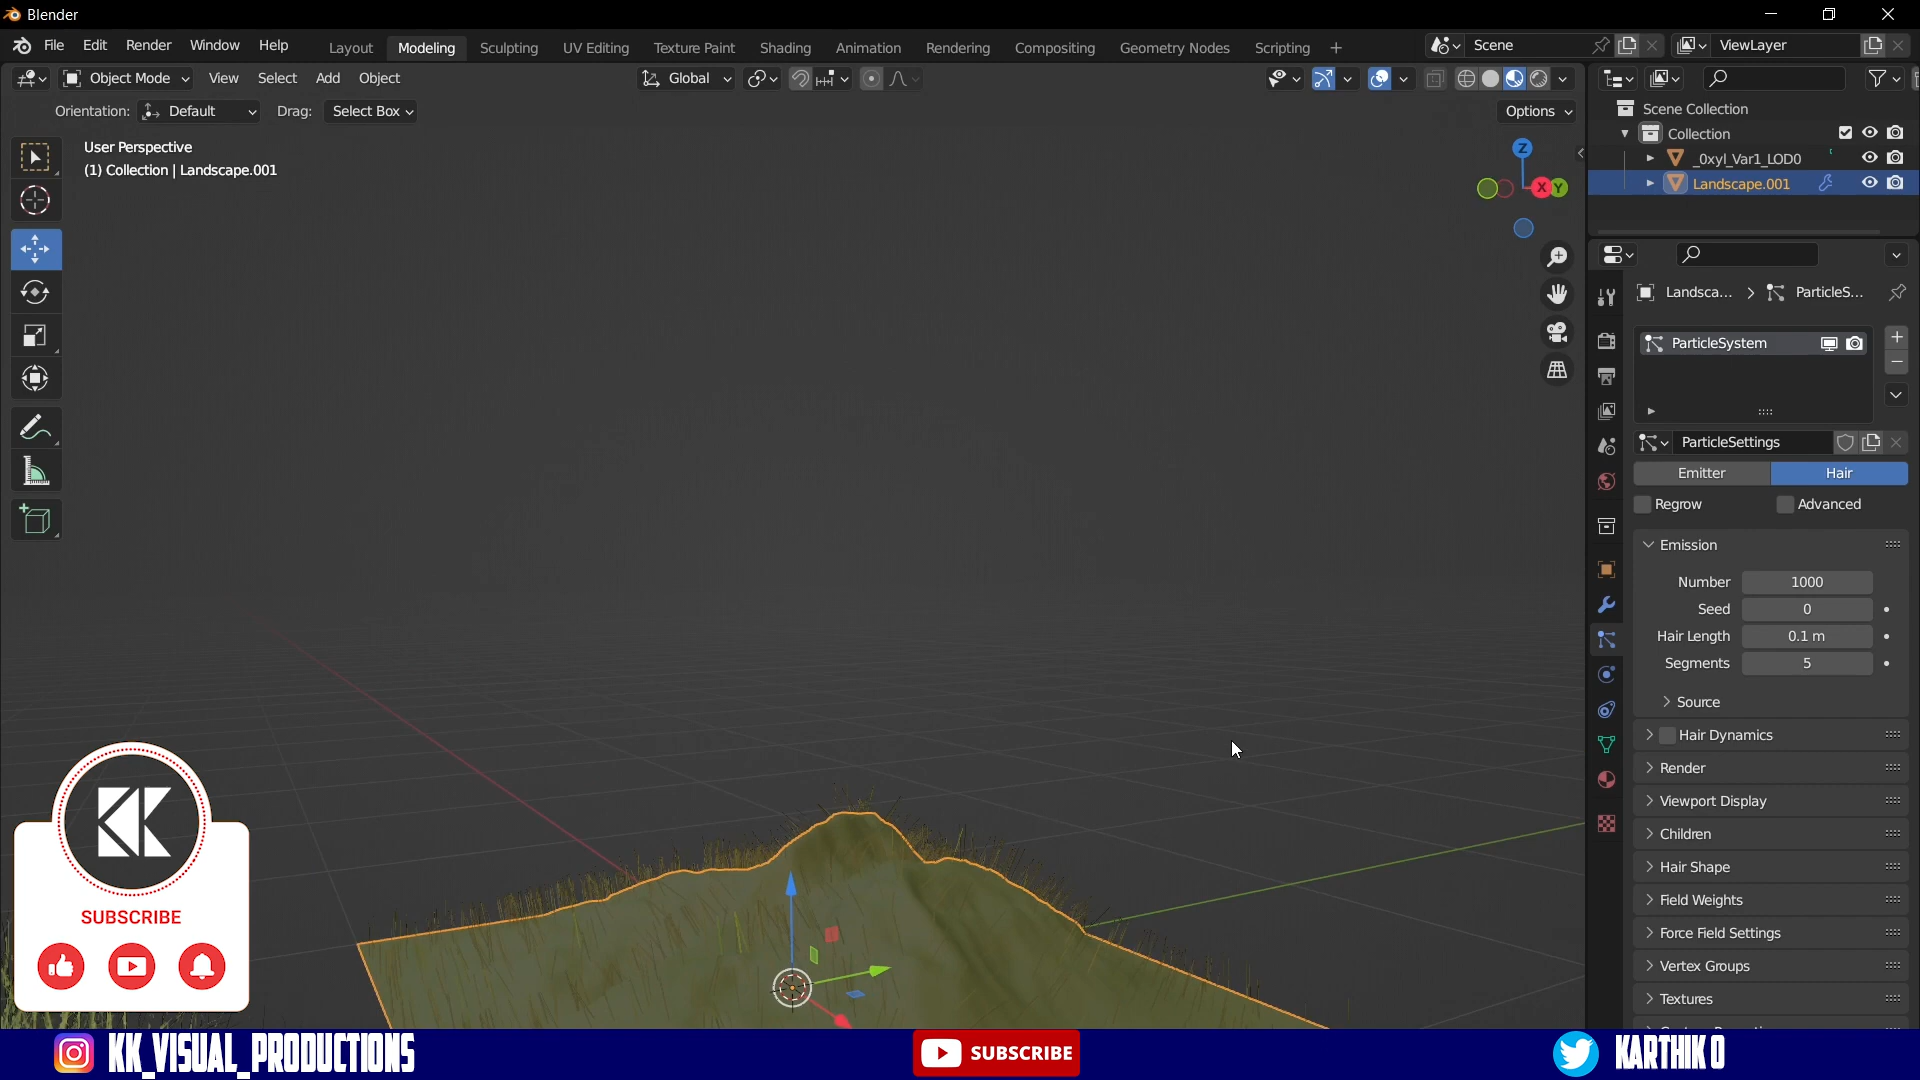 Blender
File Edit Render Window Help Layout Modeling Sculpting UV Editing Texture Paint Shading Animation Rendering Compositing Geometry Nodes Scripting + Scene ViewLayer
Object Mode View Select Add Object Global
Orientation: Default Drag: Select Box Options
User Perspective
(1) Collection | Landscape.001
Z
X Y
Scene Collection
Collection
_0xyl_Var1_LOD0
Landscape.001
Landsca... > ParticleS...
ParticleSystem
ParticleSettings
Emitter Hair
Regrow Advanced
Emission
Number 1000
Seed 0
Hair Length 0.1 m
Segments 5
Source
Hair Dynamics
Render
Viewport Display
Children
Hair Shape
Field Weights
Force Field Settings
Vertex Groups
Textures
KK
SUBSCRIBE
KK_VISUAL_PRODUCTIONS
SUBSCRIBE
KARTHIK O